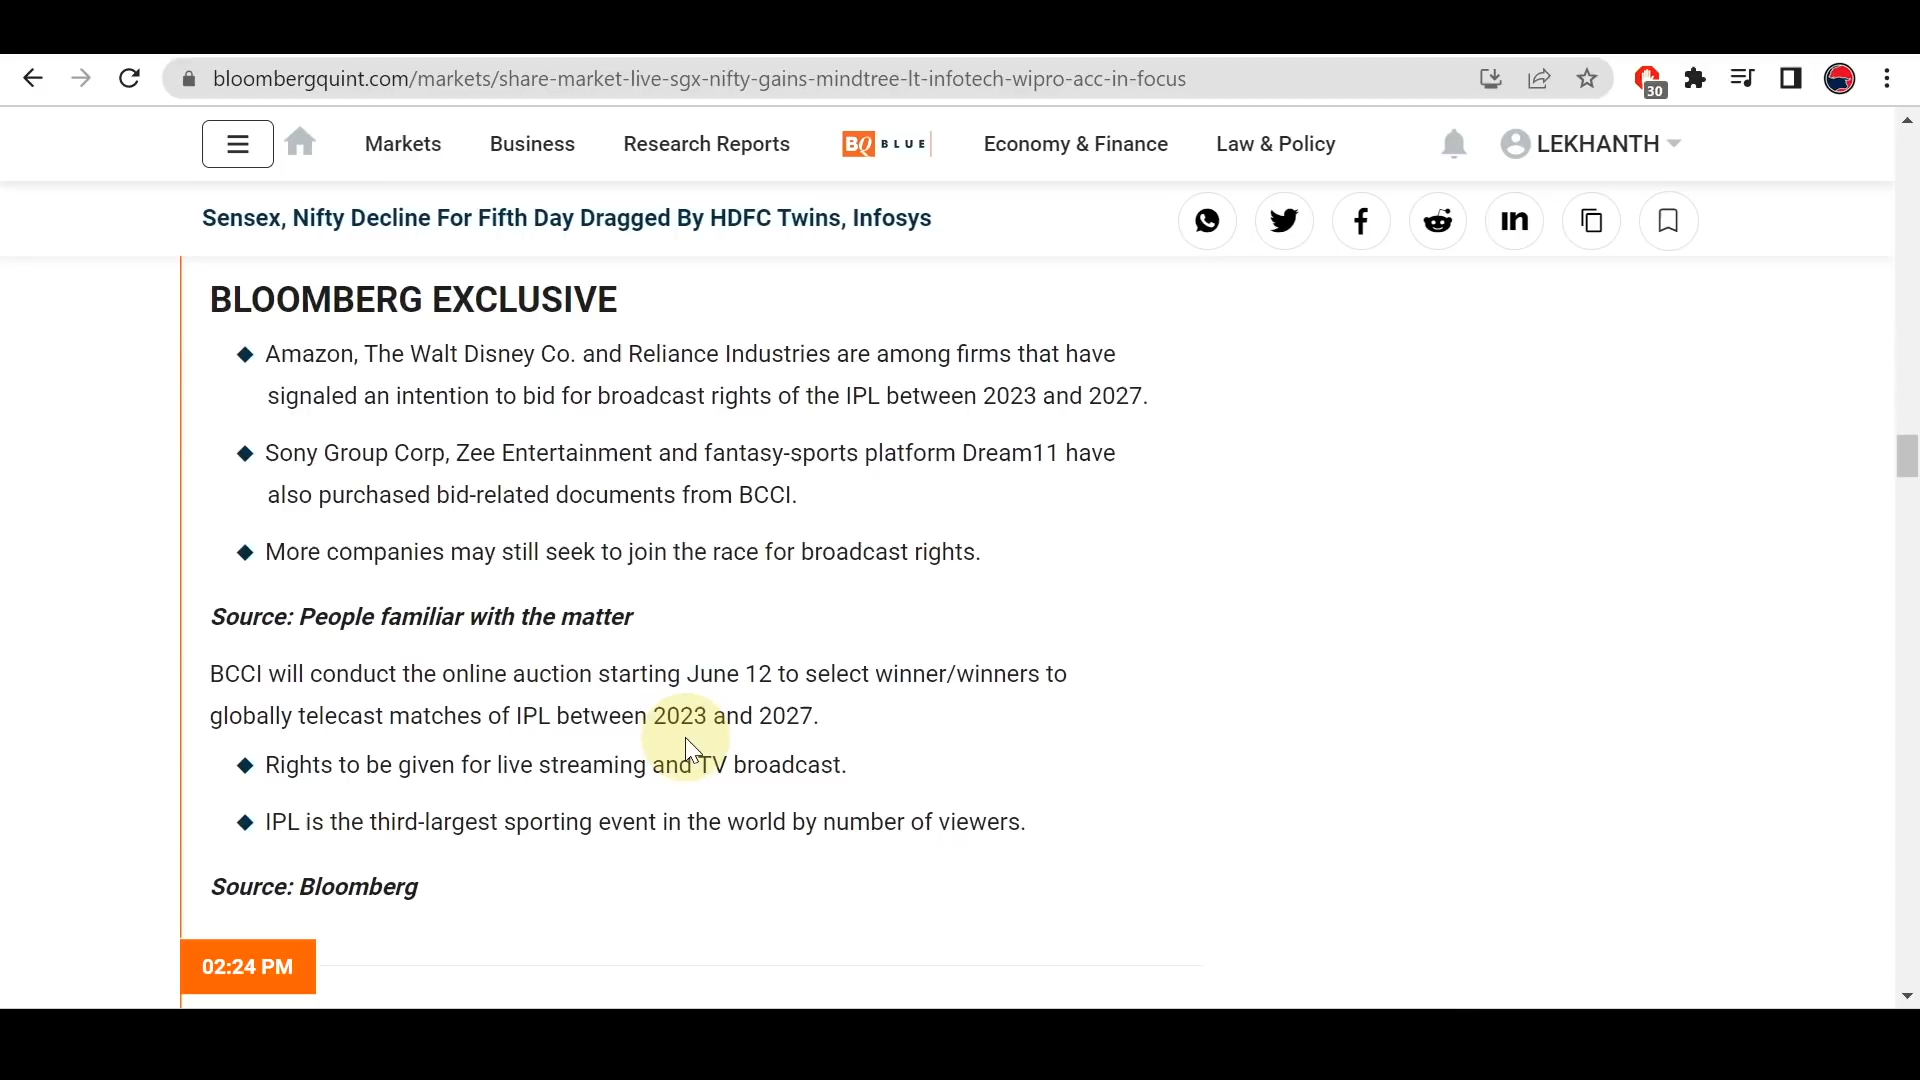 bloombergquint.com/markets/share-market-live-sgx-nifty-gains-mindtree-lt-infotech-wipro-acc-in-focus
30
Markets Business Research Reports BQ BLUE Economy & Finance Law & Policy LEKHANTH
Sensex, Nifty Decline For Fifth Day Dragged By HDFC Twins, Infosys
BLOOMBERG EXCLUSIVE
Amazon, The Walt Disney Co. and Reliance Industries are among firms that have
signaled an intention to bid for broadcast rights of the IPL between 2023 and 2027.
Sony Group Corp, Zee Entertainment and fantasy-sports platform Dream11 have
also purchased bid-related documents from BCCI.
More companies may still seek to join the race for broadcast rights.
Source: People familiar with the matter
BCCI will conduct the online auction starting June 12 to select winner/winners to
globally telecast matches of IPL between 2023 and 2027.
Rights to be given for live streaming and TV broadcast.
IPL is the third-largest sporting event in the world by number of viewers.
Source: Bloomberg
02:24 PM